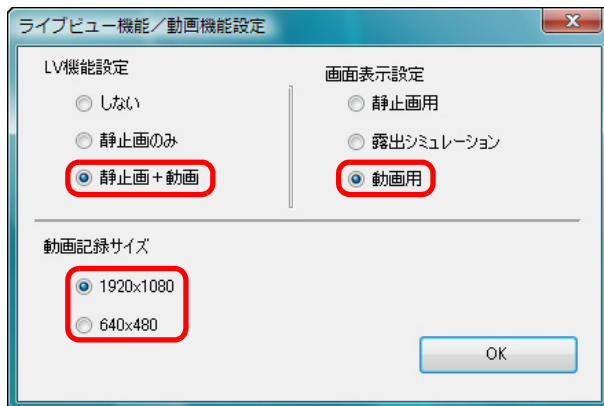 ライブビュー機能／動画機能設定
LV機能設定
しない
静止画のみ
静止画＋動画
画面表示設定
静止画用
露出シミュレーション
動画用
動画記録サイズ
1920x1080
640x480
OK